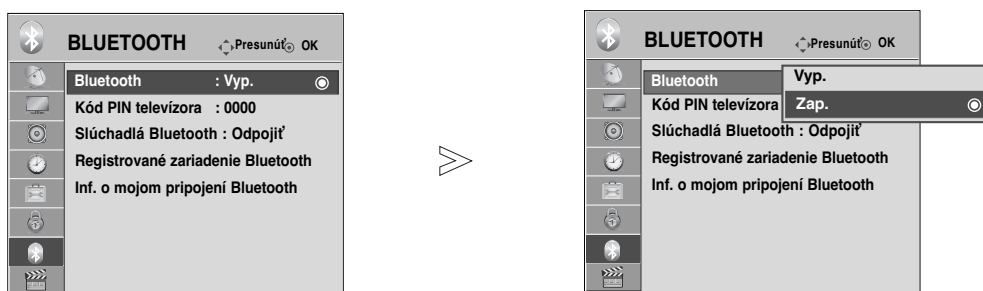 BLUETOOTH Presunúť OK
Bluetooth : Vyp.
Kód PIN televízora : 0000
Slúchadlá Bluetooth : Odpojiť
Registrované zariadenie Bluetooth
Inf. o mojom pripojení Bluetooth
BLUETOOTH Presunúť OK
Bluetooth
Vyp.
Kód PIN televízora
Zap.
Slúchadlá Bluetooth : Odpojiť
Registrované zariadenie Bluetooth
Inf. o mojom pripojení Bluetooth